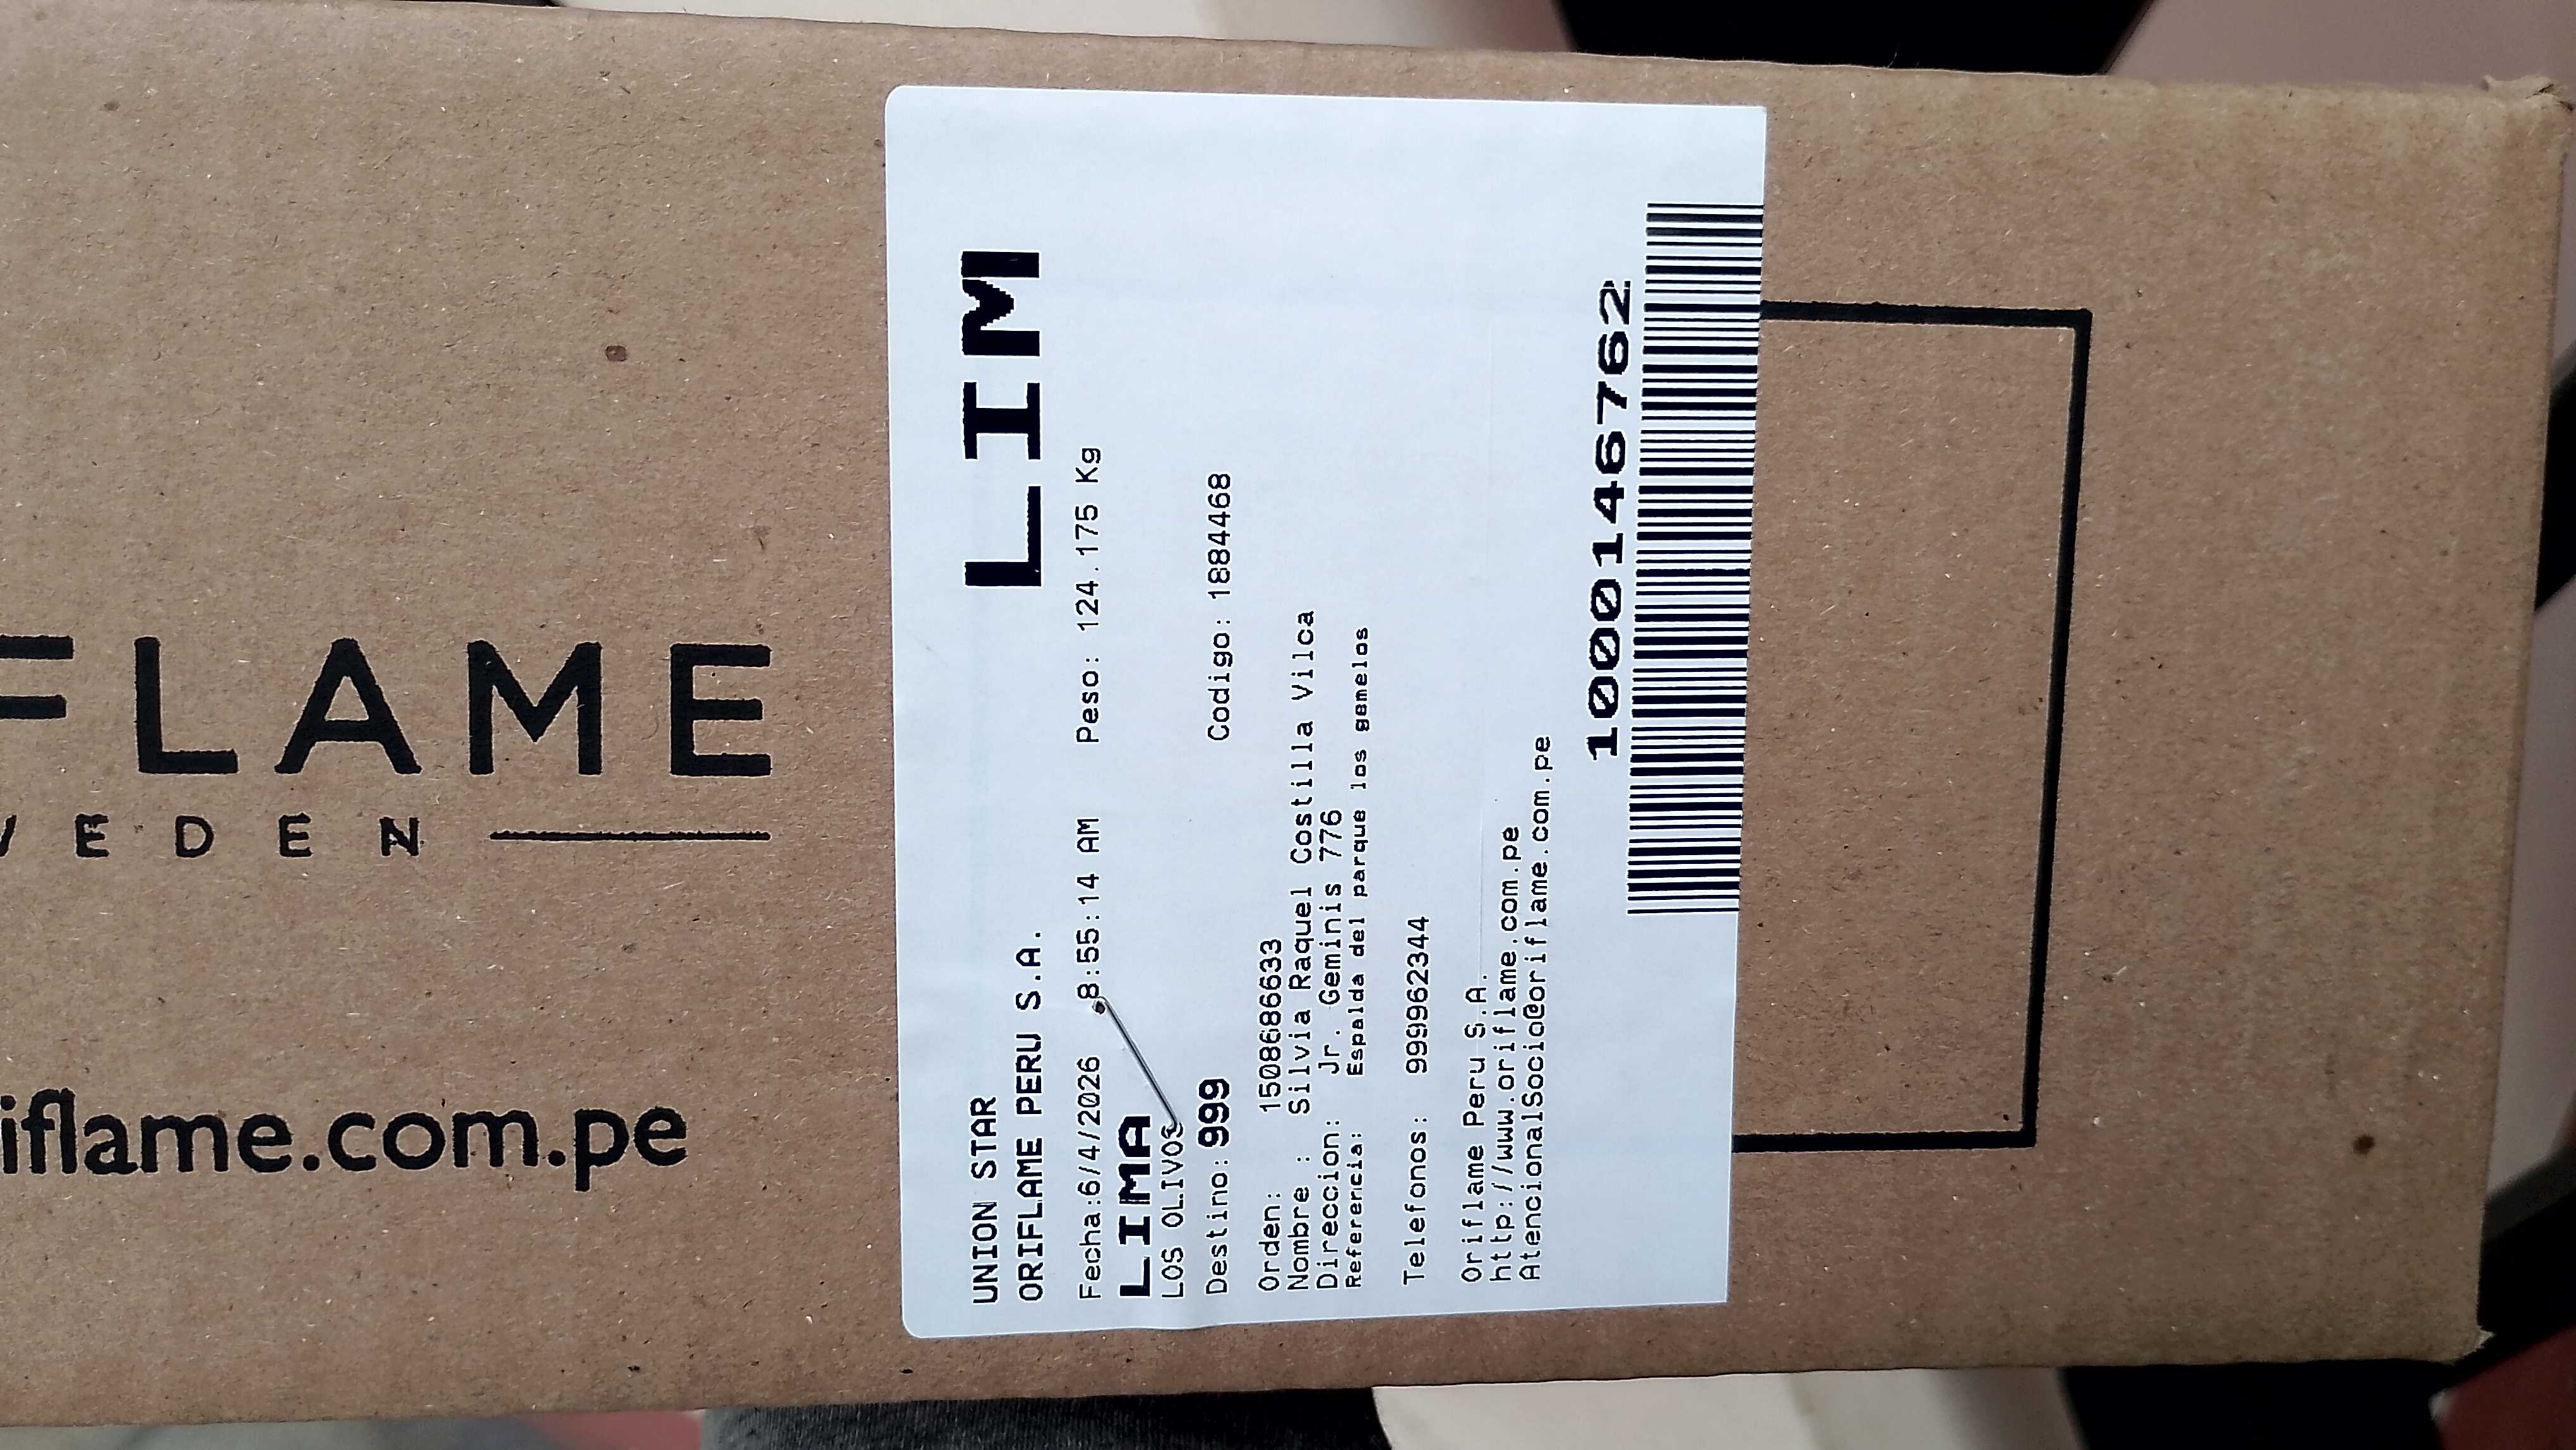 FLAME
EDEN
iflame.com.pe
LIM
UNION STAR
ORIFLAME PERU S.A.
Fecha:6/4/2026 8:55:14 AM Peso: 124.175 Kg
LIMA
LOS OLIVOS
Destino:999 Codigo: 1884468
Orden: 1508686633
Nombre : Silvia Raquel Costilla Vilca
Direccion: Jr. Geminis 776
Referencia: Espalda del parque los gemelos
Telefonos: 999962344
Oriflame Peru S.A.
http://www.oriflame.com.pe
AtencionalSocio@oriflame.com.pe
1000146762